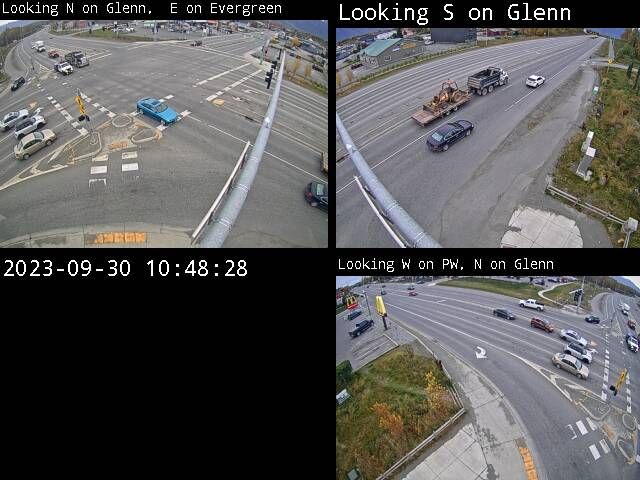 Looking N on Glenn,  E on Evergreen
Looking S on Glenn
2023-09-30 10:48:28
Looking W on PW, N on Glenn